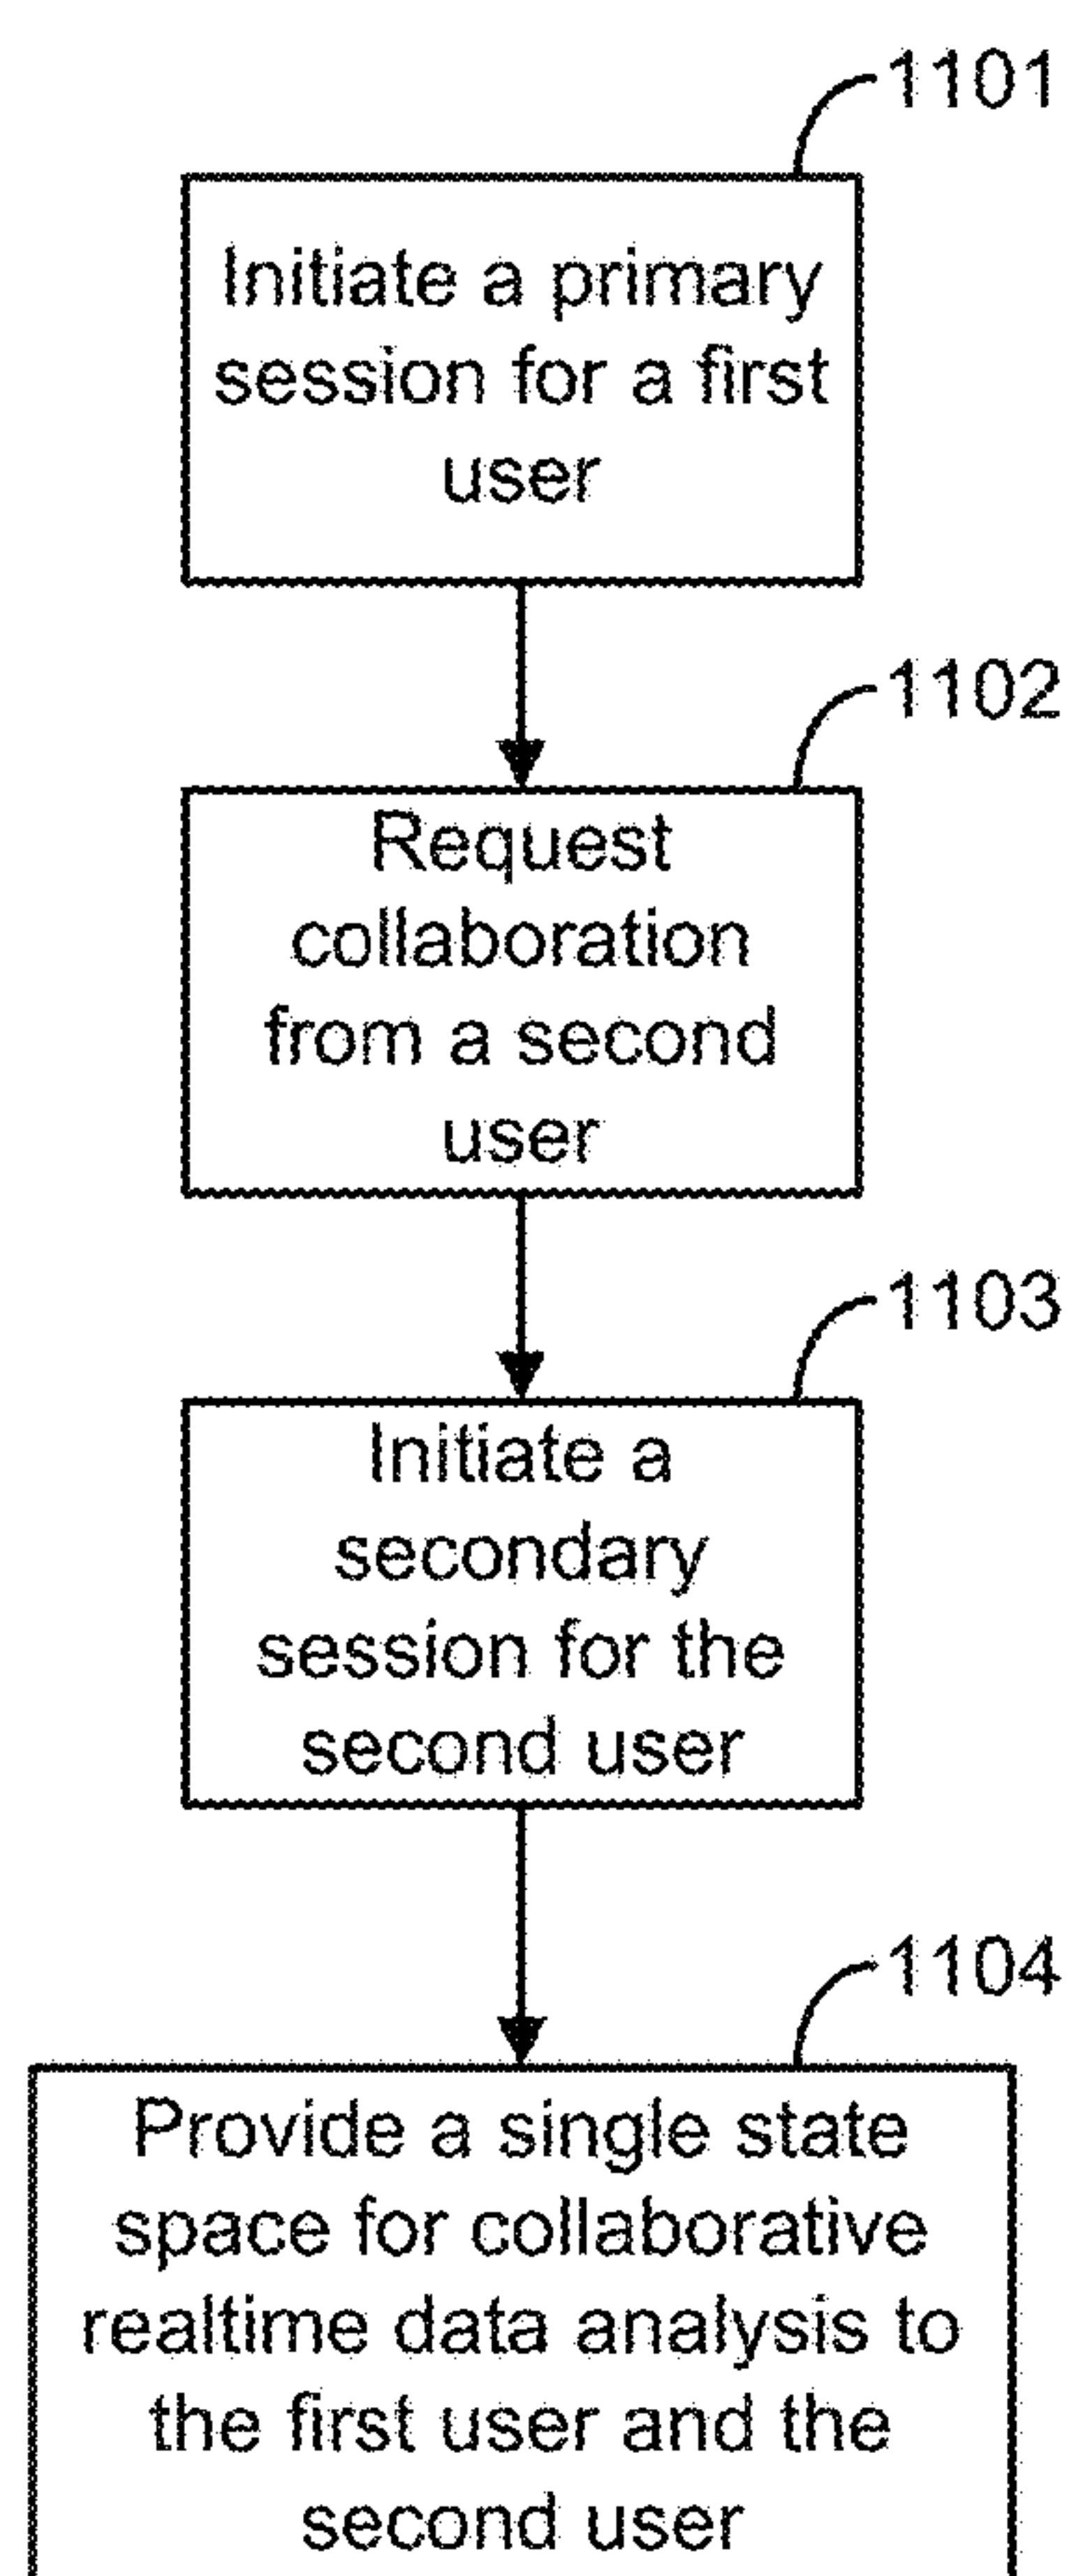 1101
Initiate a primary
session for a first
user
1102
Request
collaboration
from a second
user
1103
Initiate a
secondary
session for the
second user
1104
Provide a single state
space for collaborative
realtime data analysis to
the first user and the
second user